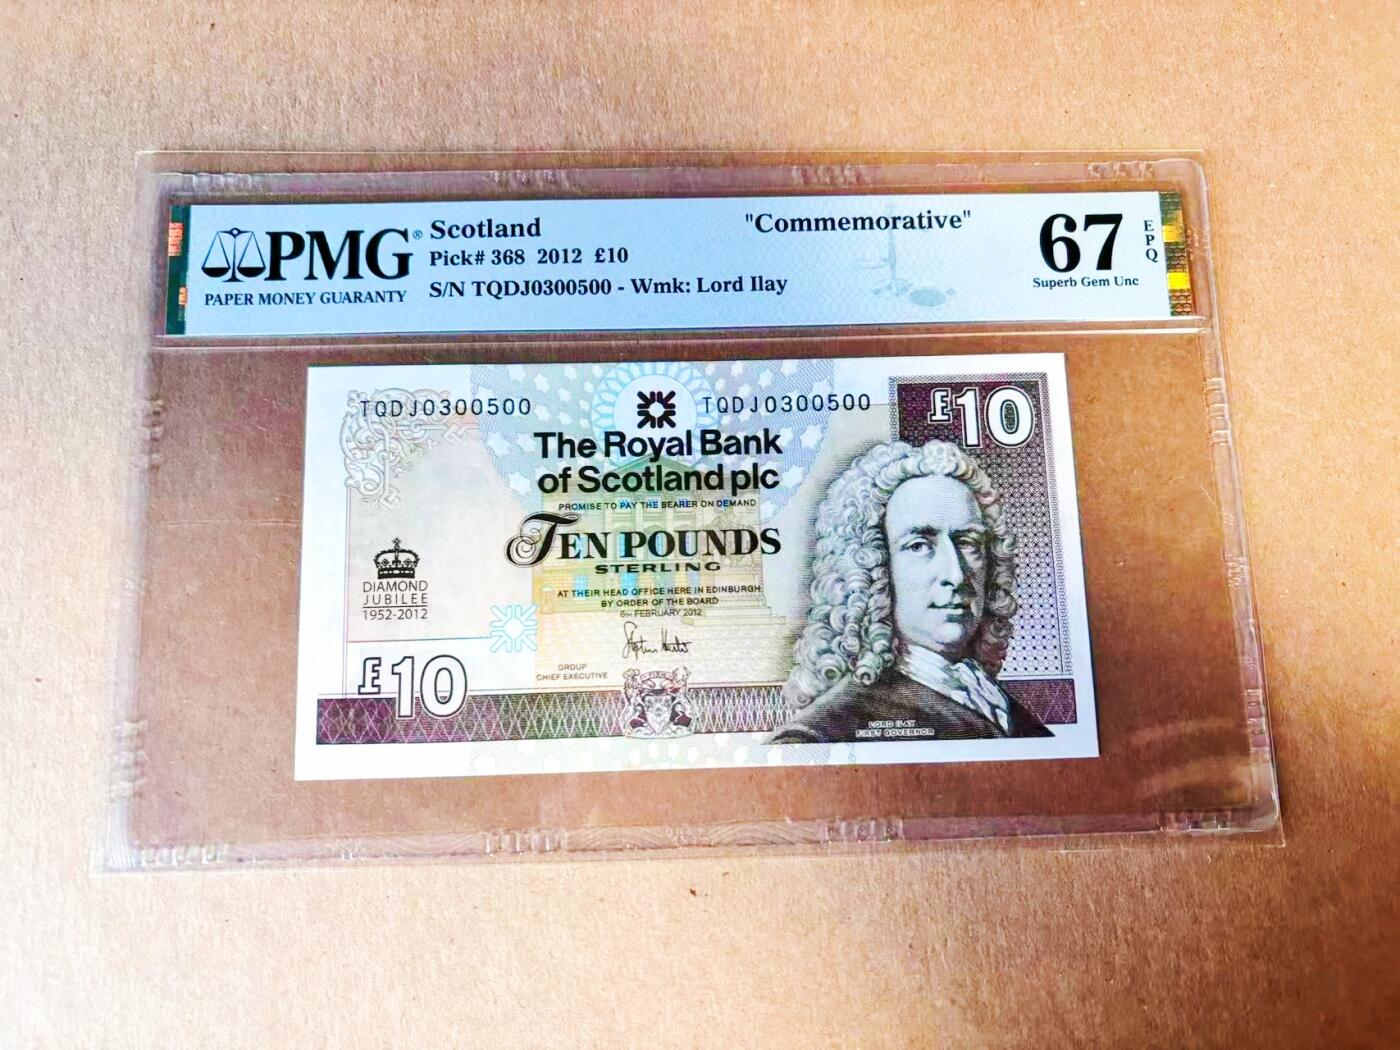 PMG®
PAPER MONEY GUARANTY
Scotland
Pick# 368 2012 £10
S/N TQDJ0300500 - Wmk: Lord Ilay
"Commemorative"
67
Superb Gem Unc
EPQ
TQDJ0300500
TQDJ0300500
£10
The Royal Bank
of Scotland plc
PROMISE TO PAY THE BEARER ON DEMAND
TEN POUNDS
STERLING
AT THEIR HEAD OFFICE HERE IN EDINBURGH
BY ORDER OF THE BOARD
6TH FEBRUARY 2012
DIAMOND
JUBILEE
1952-2012
GROUP
CHIEF EXECUTIVE
£10
LORD ILAY
FIRST GOVERNOR